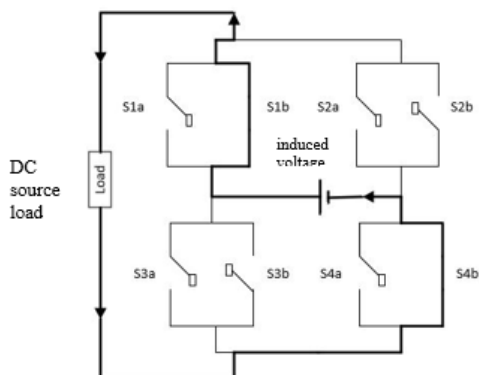 S1a
S1b
S2a
S2b
induced
voltage
DC
source
load
Load
S3a
S3b
S4a
S4b